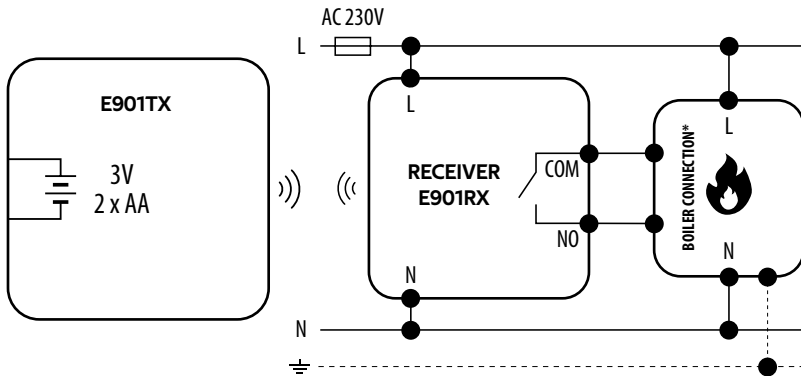 AC 230V
L
E901TX
3V
2 x AA
L
RECEIVER
E901RX
COM
NO
N
L
BOILER CONNECTION*
N
N